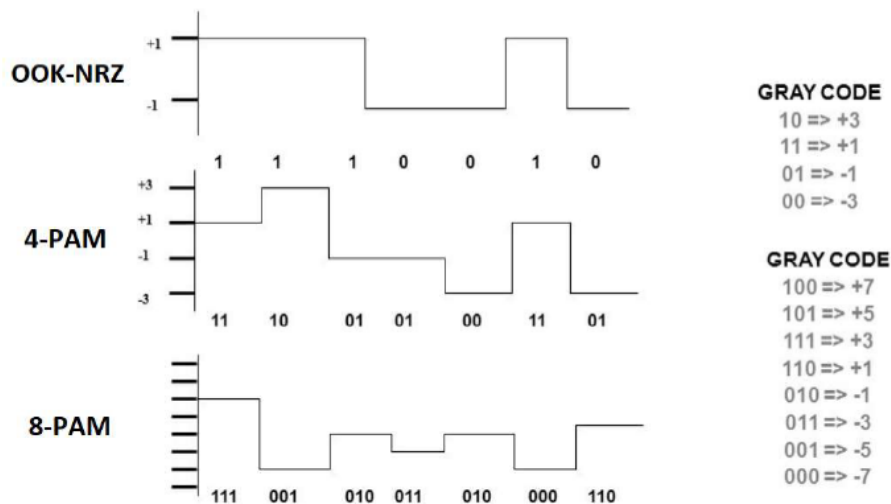 +1
OOK-NRZ
-1
1 1 1 0 0 1 0
+3
+1
4-PAM
-1
-3
11 10 01 01 00 11 01
8-PAM
111 001 010 011 010 000 110
GRAY CODE
10 => +3
11 => +1
01 => -1
00 => -3
GRAY CODE
100 => +7
101 => +5
111 => +3
110 => +1
010 => -1
011 => -3
001 => -5
000 => -7